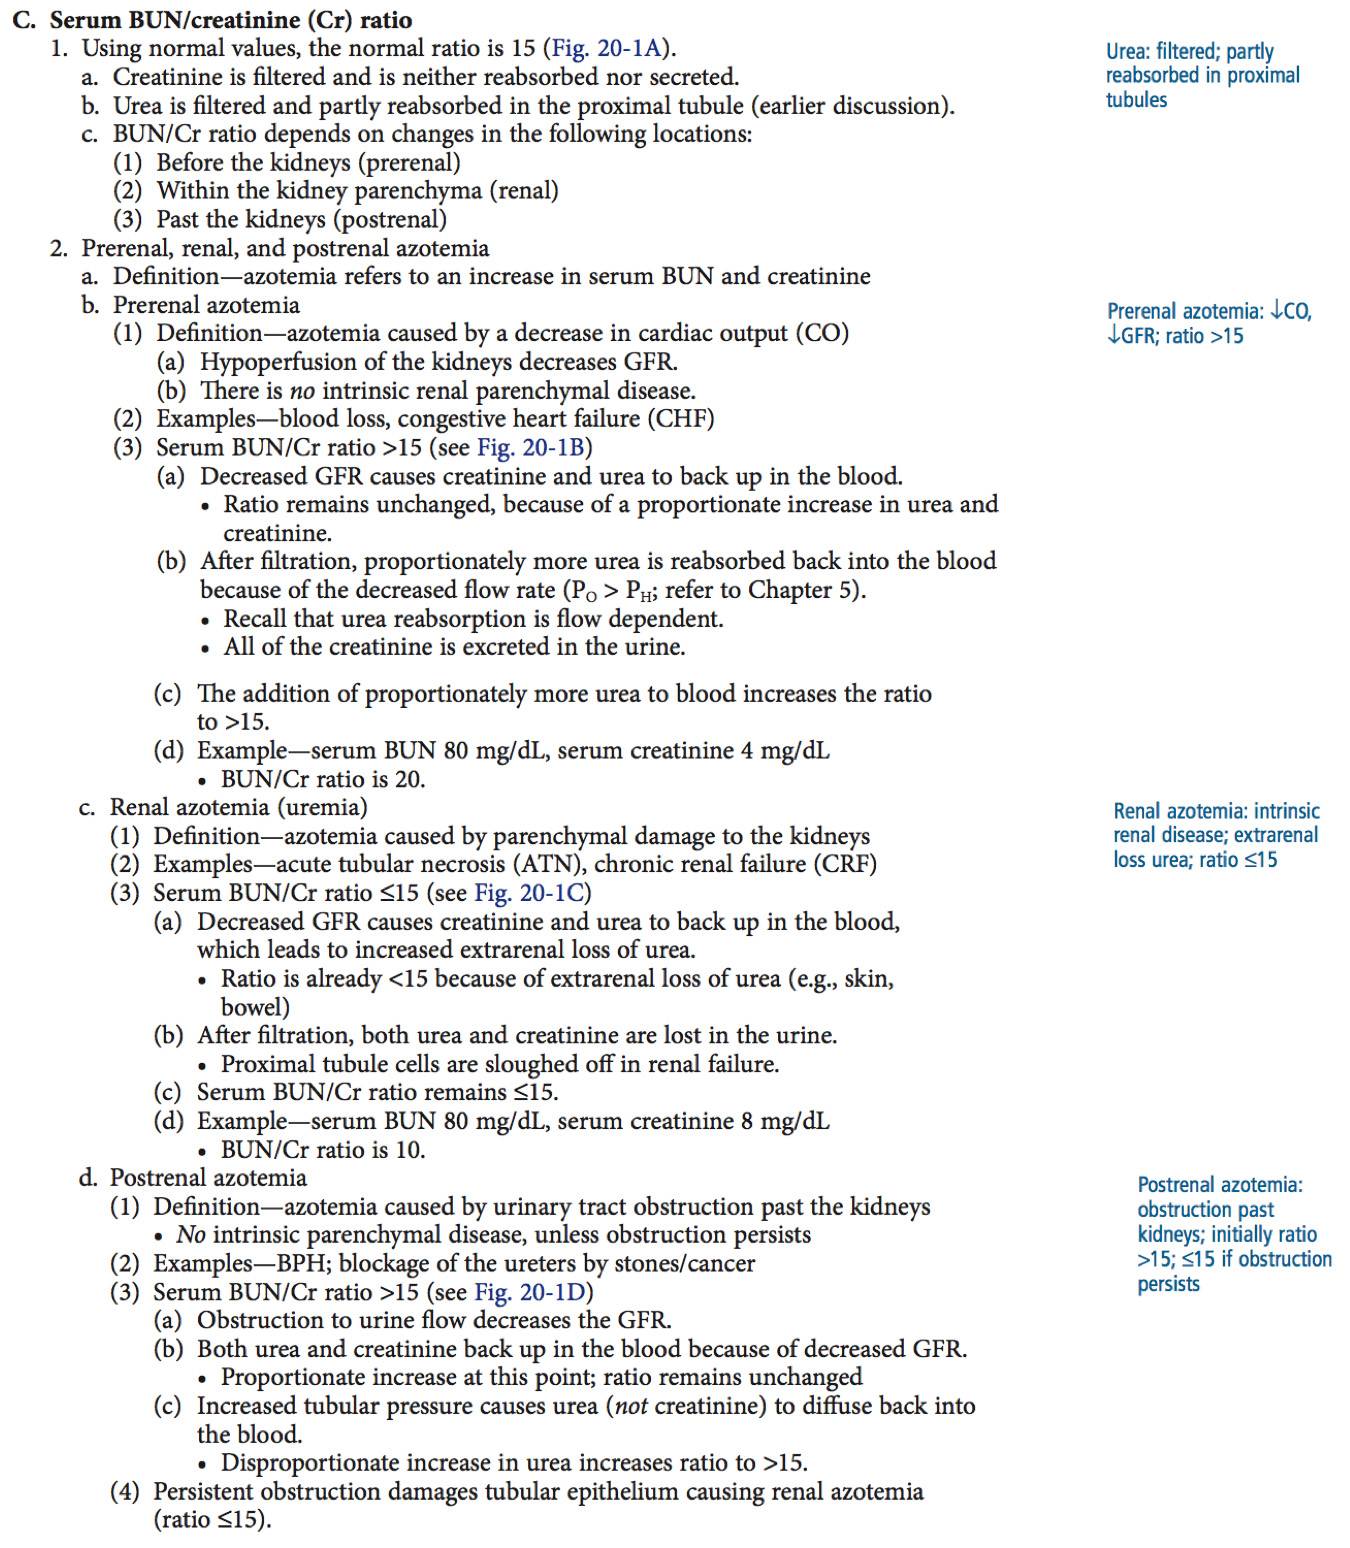 C. Serum BUN/creatinine (Cr) ratio
1. Using normal values, the normal ratio is 15 (Fig. 20-1A).
a. Creatinine is filtered and is neither reabsorbed nor secreted.
b. Urea is filtered and partly reabsorbed in the proximal tubule (earlier discussion).
c. BUN/Cr ratio depends on changes in the following locations:
(1) Before the kidneys (prerenal)
(2) Within the kidney parenchyma (renal)
(3) Past the kidneys (postrenal)
Urea: filtered; partly
reabsorbed in proximal
tubules
2. Prerenal, renal, and postrenal azotemia
a. Definition—azotemia refers to an increase in serum BUN and creatinine
b. Prerenal azotemia
(1) Definition—azotemia caused by a decrease in cardiac output (CO)
(a) Hypoperfusion of the kidneys decreases GFR.
(b) There is no intrinsic renal parenchymal disease.
(2) Examples—blood loss, congestive heart failure (CHF)
(3) Serum BUN/Cr ratio >15 (see Fig. 20-1B)
(a) Decreased GFR causes creatinine and urea to back up in the blood.
• Ratio remains unchanged, because of a proportionate increase in urea and
creatinine.
(b) After filtration, proportionately more urea is reabsorbed back into the blood
because of the decreased flow rate (PO > PH; refer to Chapter 5).
• Recall that urea reabsorption is flow dependent.
• All of the creatinine is excreted in the urine.
(c) The addition of proportionately more urea to blood increases the ratio
to >15.
(d) Example—serum BUN 80 mg/dL, serum creatinine 4 mg/dL
• BUN/Cr ratio is 20.
Prerenal azotemia: ↓CO,
↓GFR; ratio >15
c. Renal azotemia (uremia)
(1) Definition—azotemia caused by parenchymal damage to the kidneys
(2) Examples—acute tubular necrosis (ATN), chronic renal failure (CRF)
(3) Serum BUN/Cr ratio ≤15 (see Fig. 20-1C)
(a) Decreased GFR causes creatinine and urea to back up in the blood,
which leads to increased extrarenal loss of urea.
• Ratio is already <15 because of extrarenal loss of urea (e.g., skin,
bowel)
(b) After filtration, both urea and creatinine are lost in the urine.
• Proximal tubule cells are sloughed off in renal failure.
(c) Serum BUN/Cr ratio remains ≤15.
(d) Example—serum BUN 80 mg/dL, serum creatinine 8 mg/dL
• BUN/Cr ratio is 10.
Renal azotemia: intrinsic
renal disease; extrarenal
loss urea; ratio ≤15
d. Postrenal azotemia
(1) Definition—azotemia caused by urinary tract obstruction past the kidneys
• No intrinsic parenchymal disease, unless obstruction persists
(2) Examples—BPH; blockage of the ureters by stones/cancer
(3) Serum BUN/Cr ratio >15 (see Fig. 20-1D)
(a) Obstruction to urine flow decreases the GFR.
(b) Both urea and creatinine back up in the blood because of decreased GFR.
• Proportionate increase at this point; ratio remains unchanged
(c) Increased tubular pressure causes urea (not creatinine) to diffuse back into
the blood.
• Disproportionate increase in urea increases ratio to >15.
(4) Persistent obstruction damages tubular epithelium causing renal azotemia
(ratio ≤15).
Postrenal azotemia:
obstruction past
kidneys; initially ratio
>15; ≤15 if obstruction
persists